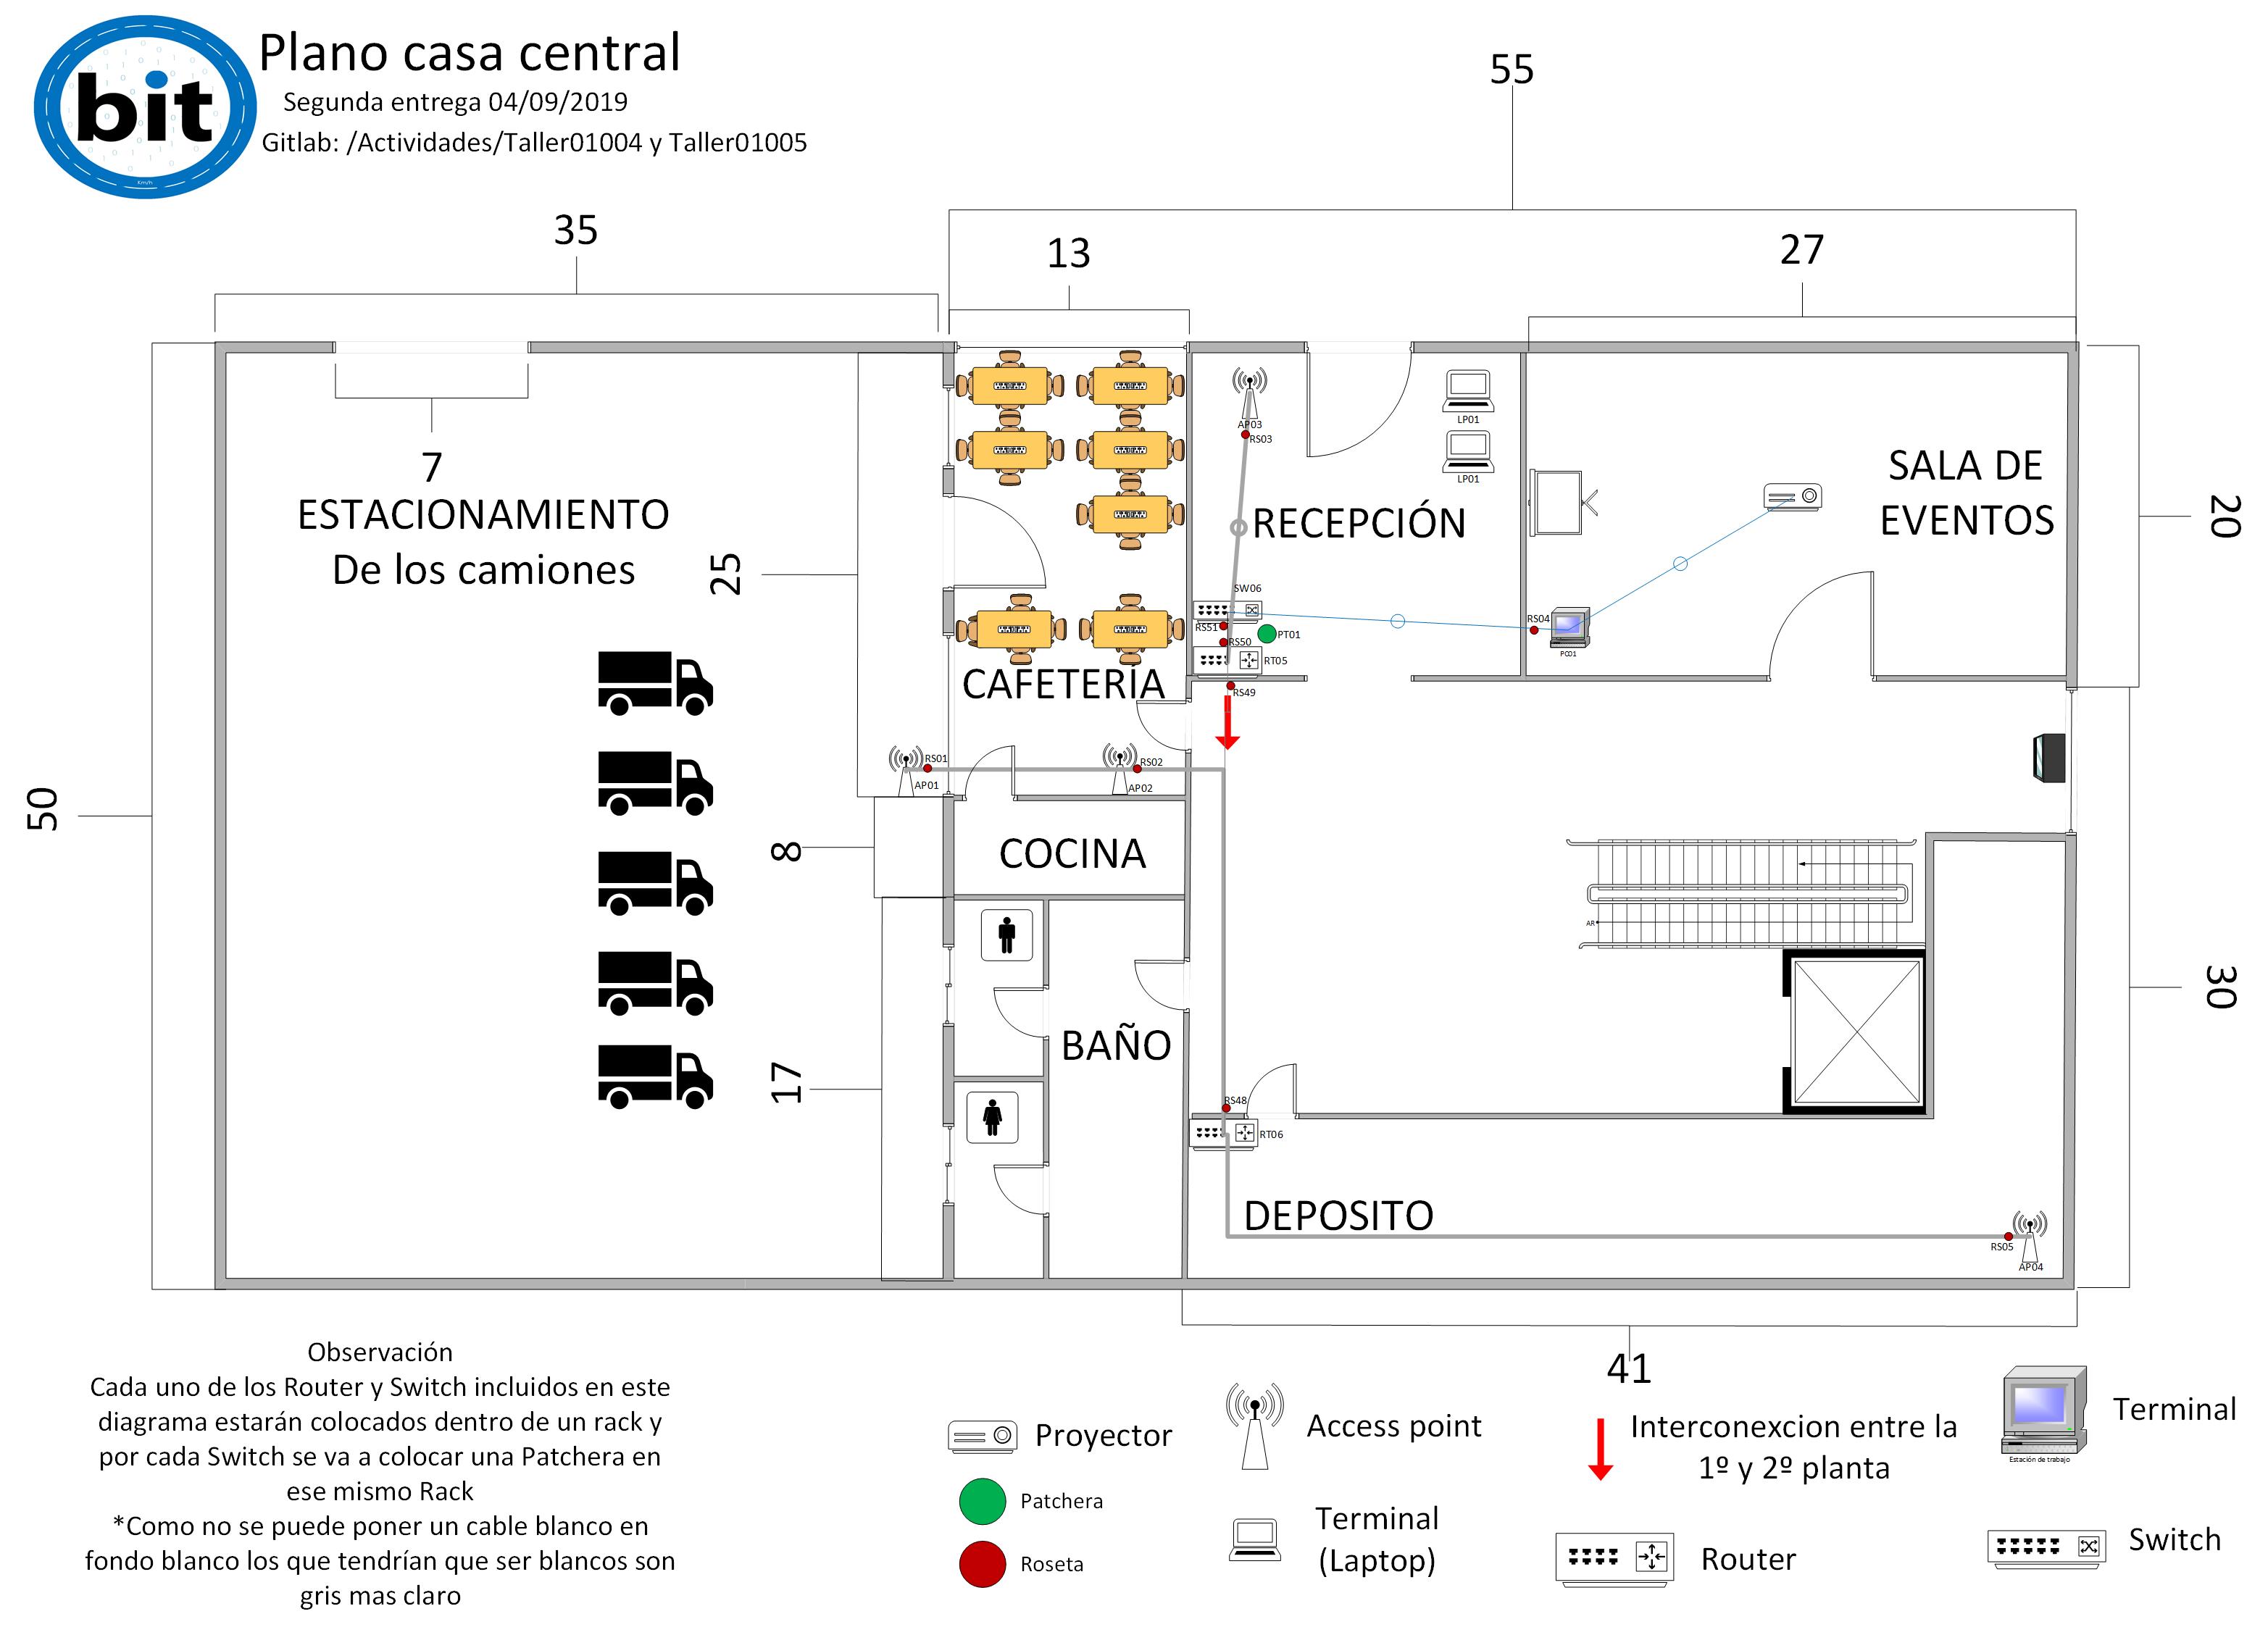 bit
Km/h
Plano casa central
Segunda entrega 04/09/2019
Gitlab: /Actividades/Taller01004 y Taller01005
55
35
13
27
7
ESTACIONAMIENTO
De los camiones
25
50
8
17
20
30
41
AP03
RS03
LP01
LP01
RECEPCIÓN
SALA DE
EVENTOS
SW06
RS51
RS50
PT01
RT05
RS49
RS04
PC01
CAFETERIA
RS01
AP01
RS02
AP02
COCINA
AR
BAÑO
RS48
RT06
DEPOSITO
RS05
AP04
Observación
Cada uno de los Router y Switch incluidos en este
diagrama estarán colocados dentro de un rack y
por cada Switch se va a colocar una Patchera en
ese mismo Rack
*Como no se puede poner un cable blanco en
fondo blanco los que tendrían que ser blancos son
gris mas claro
Proyector
Patchera
Roseta
Access point
Terminal
(Laptop)
Interconexcion entre la
1º y 2º planta
Router
Terminal
Estación de trabajo
Switch